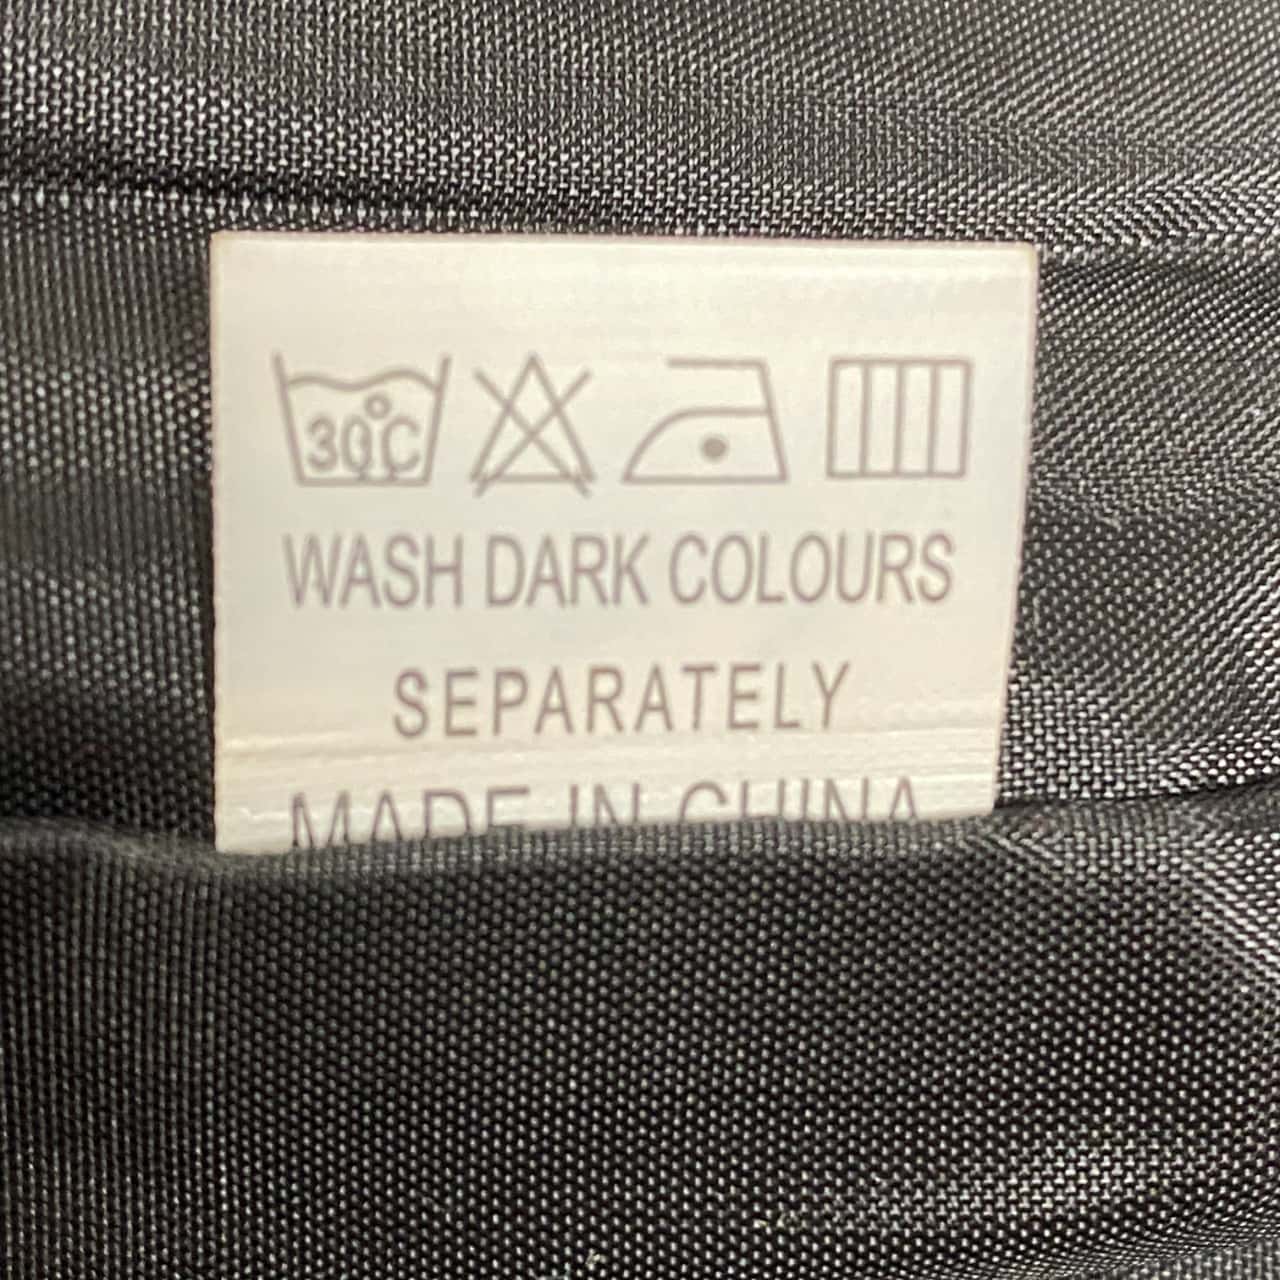 30°C
WASH DARK COLOURS
SEPARATELY
MADE IN CHINA